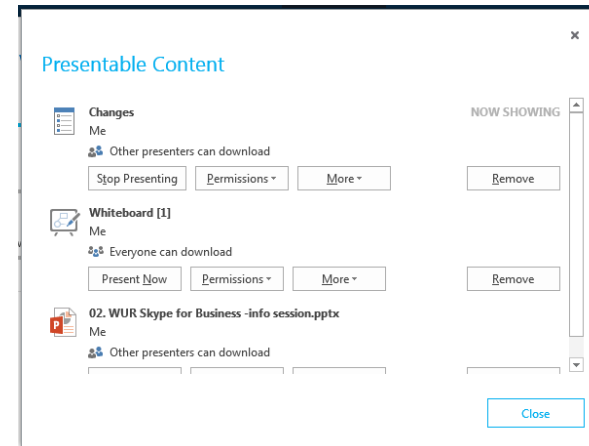 Presentable Content
Changes
NOW SHOWING
Me
Other presenters can download
Stop Presenting
Permissions
More
Remove
Whiteboard [1]
Me
Everyone can download
Present Now
Permissions
More
Remove
02. WUR Skype for Business -info session.pptx
Me
Other presenters can download
Close